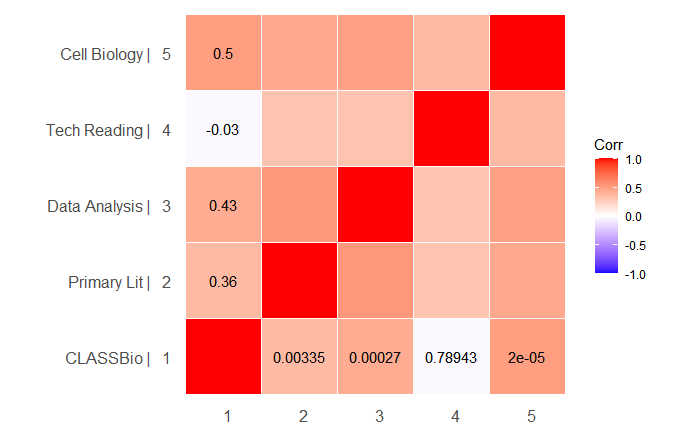 Cell Biology | 5 0.5
Tech Reading | 4 -0.03
Data Analysis | 3 0.43
Primary Lit | 2 0.36
CLASSBio | 1 0.00335 0.00027 0.78943 2e-05
1 2 3 4 5
Corr
1.0
0.5
0.0
-0.5
-1.0